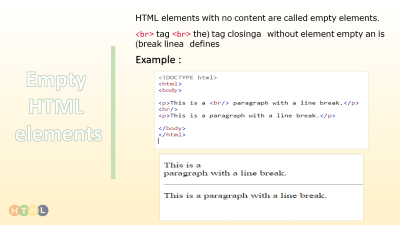 HTML elements with no content are called empty elements.
<br> tag <br> the) tag closinga without element empty an is
(break linea defines
Example :
Empty
HTML
elements
<!DOCTYPE html>
<html>
<body>
<p>This is a <br/> paragraph with a line break.</p>
<hr/>
<p>This is a paragraph with a line break.</p>
</body>
</html>
This is a
paragraph with a line break.
This is a paragraph with a line break.
HTML